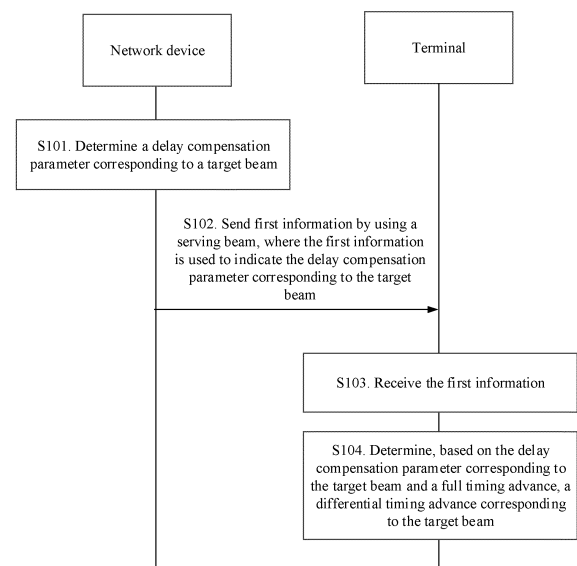 Network device
Terminal
S101. Determine a delay compensation
parameter corresponding to a target beam
S102. Send first information by using a
serving beam, where the first information
is used to indicate the delay compensation
parameter corresponding to the target
beam
S103. Receive the first information
S104. Determine, based on the delay
compensation parameter corresponding to
the target beam and a full timing advance, a
differential timing advance corresponding
to the target beam